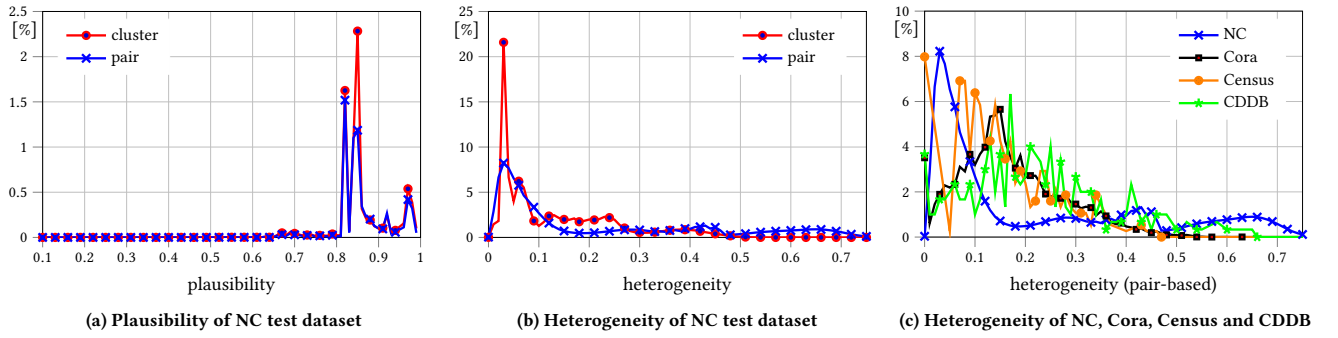 2.5
[%]
2
1.5
1
0.5
0
0.1 0.2 0.3 0.4 0.5 0.6 0.7 0.8 0.9 1
cluster
pair
plausibility
(a) Plausibility of NC test dataset
25
[%]
20
15
10
5
0
0 0.1 0.2 0.3 0.4 0.5 0.6 0.7
cluster
pair
heterogeneity
(b) Heterogeneity of NC test dataset
10
[%]
8
6
4
2
0
0 0.1 0.2 0.3 0.4 0.5 0.6 0.7
NC
Cora
Census
CDDB
heterogeneity (pair-based)
(c) Heterogeneity of NC, Cora, Census and CDDB